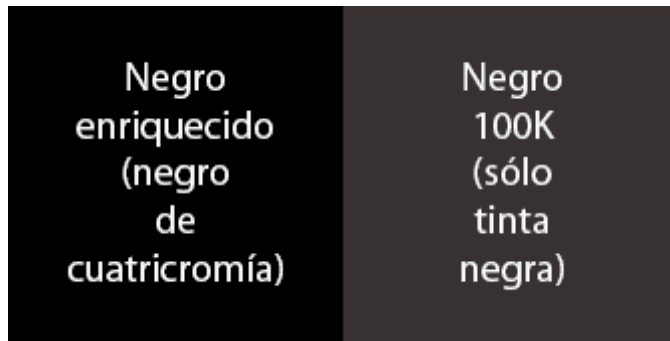 Negro
enriquecido
(negro
de
cuatricromía)
Negro
100K
(sólo
tinta
negra)